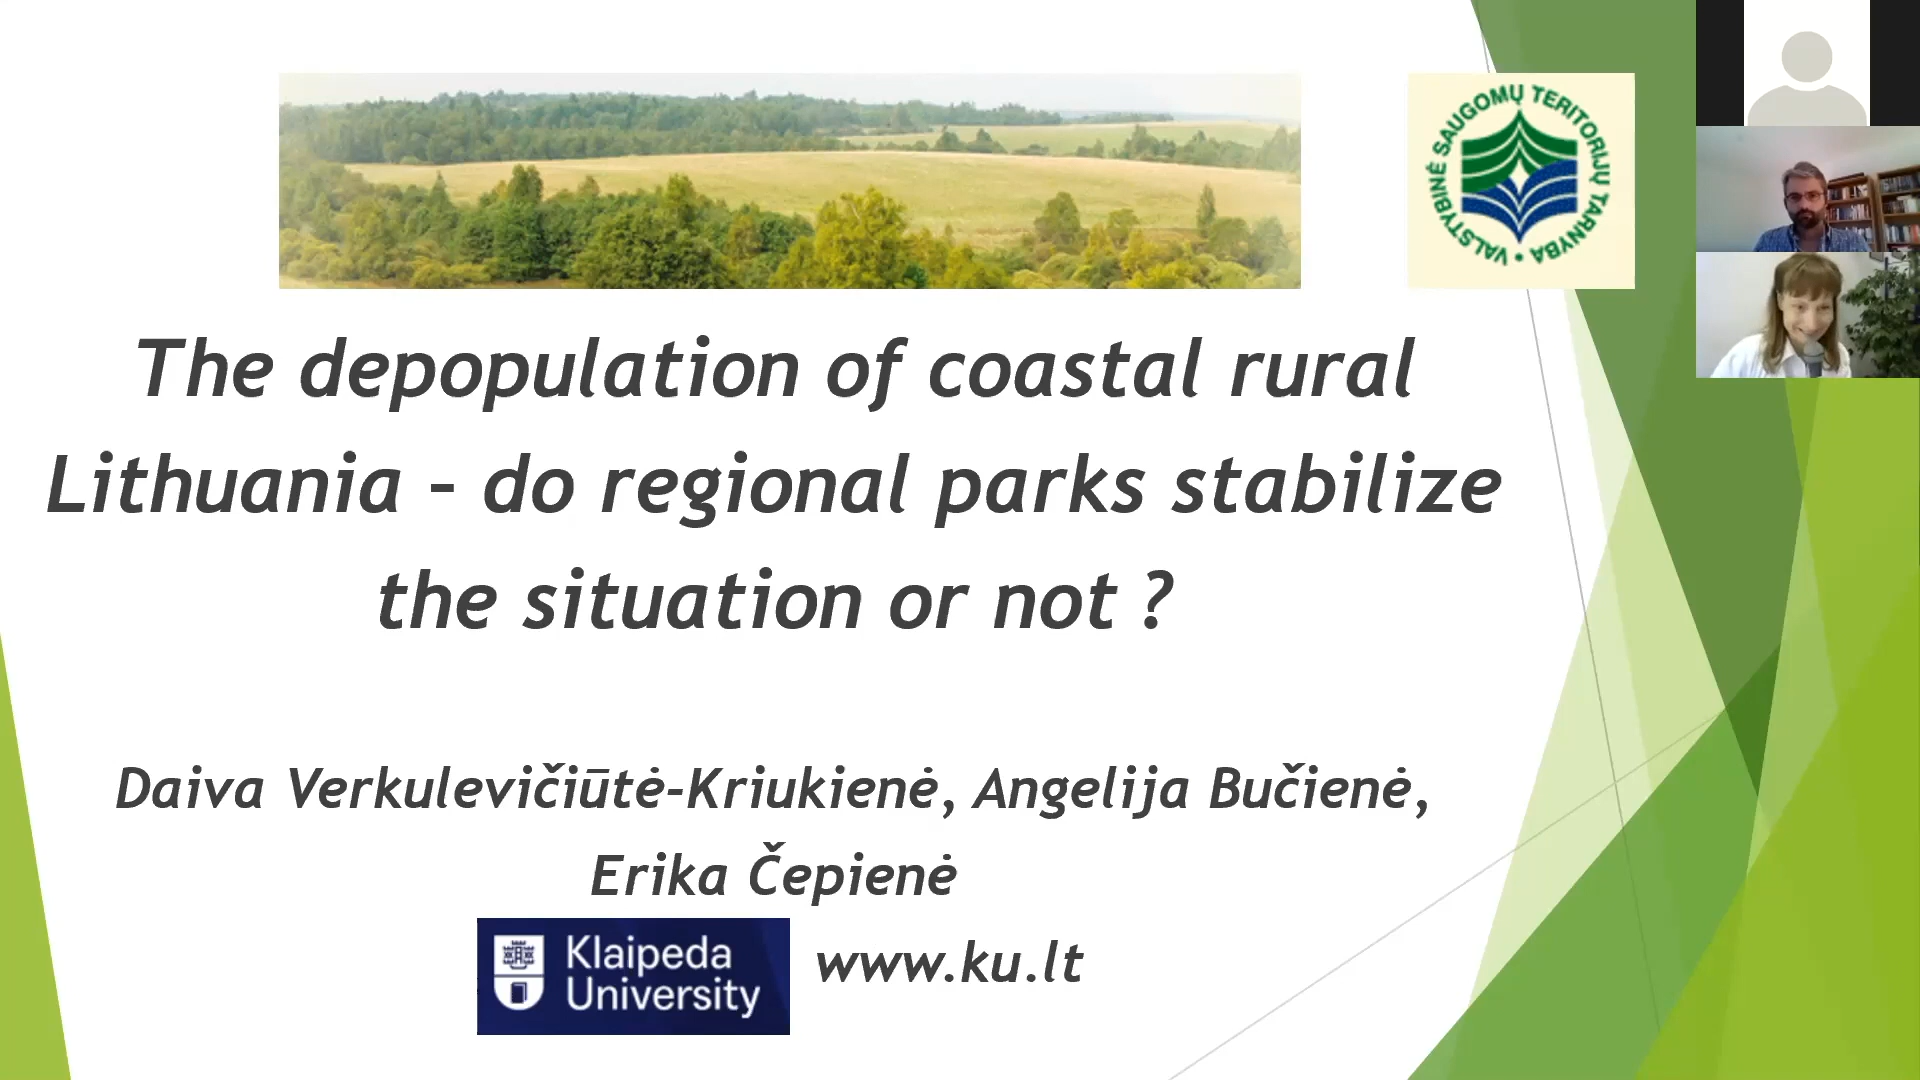 VALSTYBINĖ SAUGOMŲ TERITORIJŲ TARNYBA •
The depopulation of coastal rural
Lithuania – do regional parks stabilize
the situation or not ?
Daiva Verkulevičiūtė-Kriukienė, Angelija Bučienė,
Erika Čepienė
Klaipeda
University
www.ku.lt